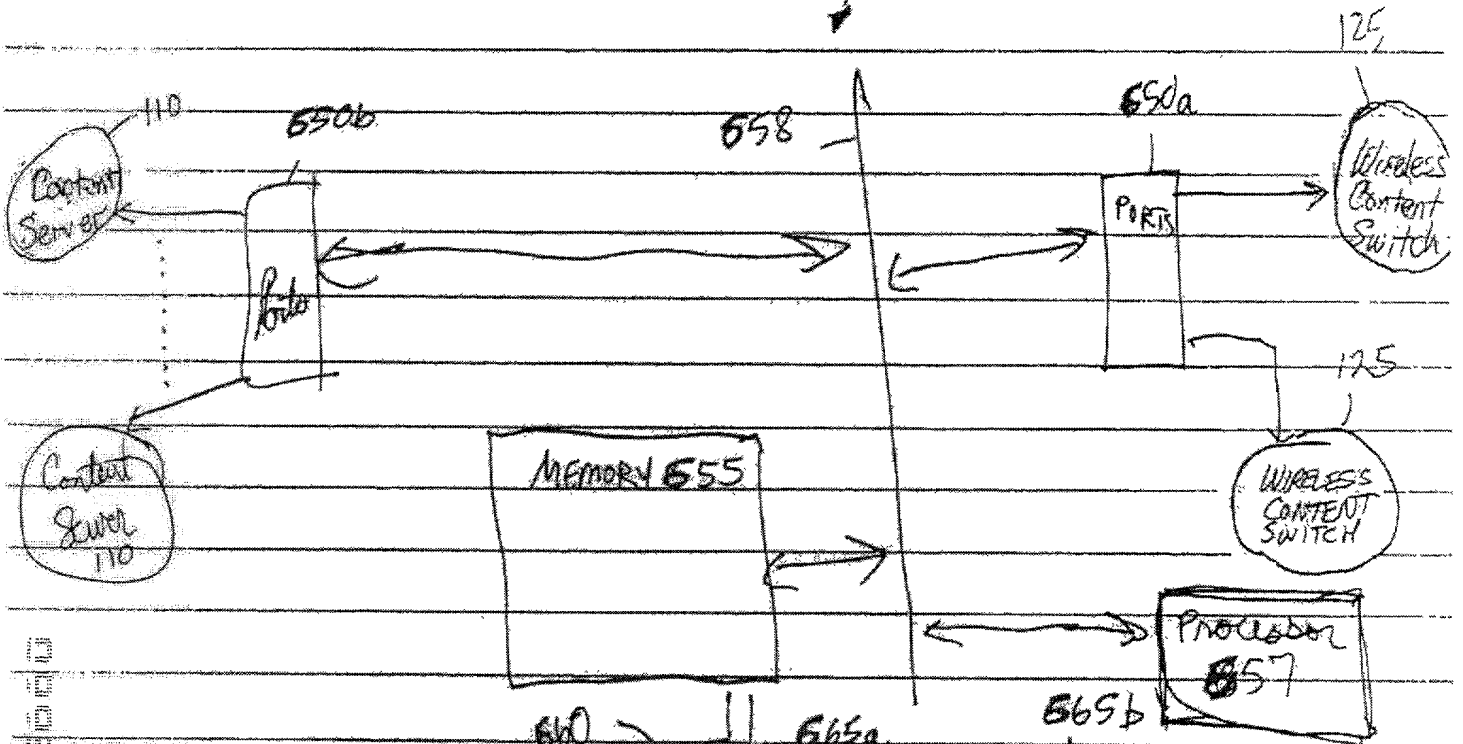 125
110
650b
658
650a
Content
Server
Wireless
Content
Switch
PORTS
Ports
125
MEMORY 655
Content
Server
110
WIRELESS
CONTENT
SWITCH
Processor
657
660
665a
665b